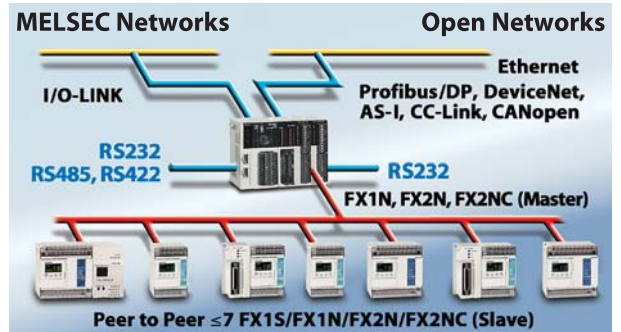 MELSEC Networks
Open Networks
Ethernet
I/O-LINK
Profibus/DP, DeviceNet,
AS-I, CC-Link, CANopen
RS232
RS485, RS422
RS232
FX1N, FX2N, FX2NC (Master)
Peer to Peer ≤7 FX1S/FX1N/FX2N/FX2NC (Slave)